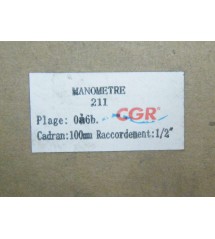 MANOMETRE
211
Plage: 0à6b. CGR
Cadran:100mm Raccordement:1/2"